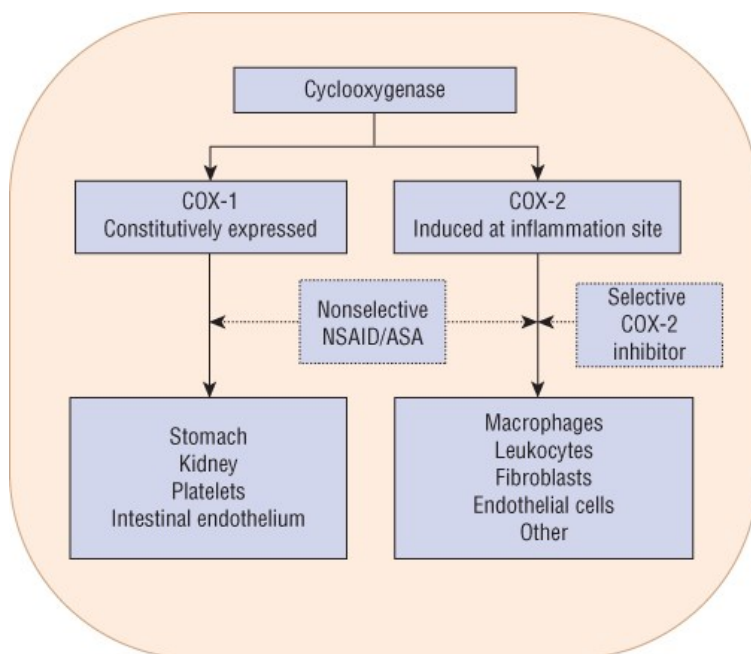 Cyclooxygenase
COX-1
Constitutively expressed
COX-2
Induced at inflammation site
Nonselective
NSAID/ASA
Selective
COX-2
inhibitor
Stomach
Kidney
Platelets
Intestinal endothelium
Macrophages
Leukocytes
Fibroblasts
Endothelial cells
Other